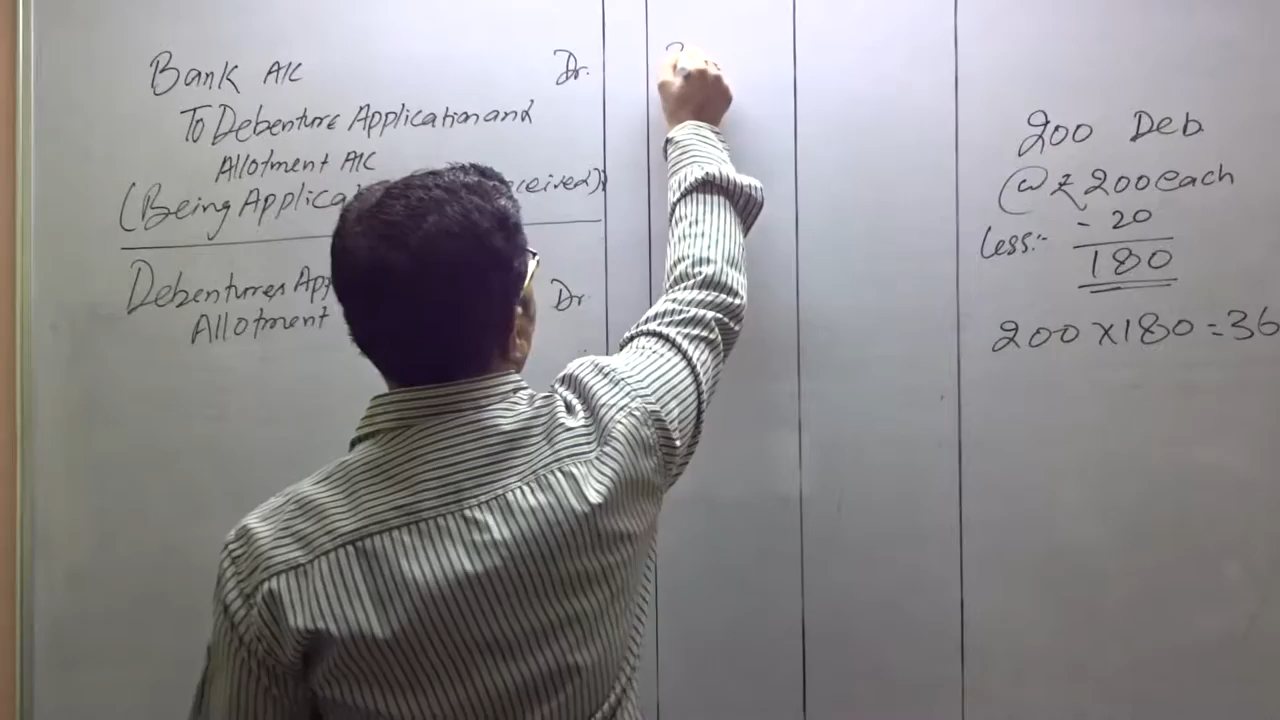 Bank A/C Dr.
To Debenture Application and
Allotment A/C
(Being Applica eceived)
Debentures App Dr.
Allotment
200 Deb
@ ₹200 each
Less:- - 20
180
200 X 180 = 36